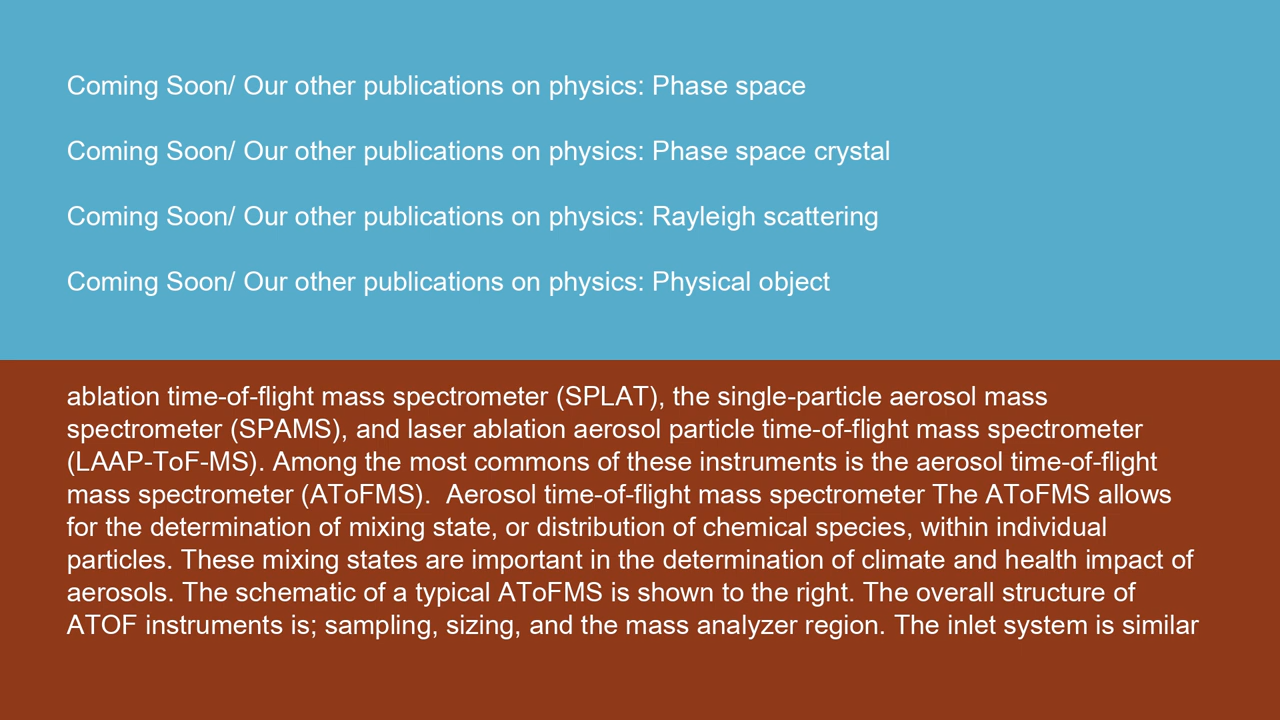 Coming Soon/ Our other publications on physics: Phase space
Coming Soon/ Our other publications on physics: Phase space crystal
Coming Soon/ Our other publications on physics: Rayleigh scattering
Coming Soon/ Our other publications on physics: Physical object
ablation time-of-flight mass spectrometer (SPLAT), the single-particle aerosol mass
spectrometer (SPAMS), and laser ablation aerosol particle time-of-flight mass spectrometer
(LAAP-ToF-MS). Among the most commons of these instruments is the aerosol time-of-flight
mass spectrometer (AToFMS).  Aerosol time-of-flight mass spectrometer The AToFMS allows
for the determination of mixing state, or distribution of chemical species, within individual
particles. These mixing states are important in the determination of climate and health impact of
aerosols. The schematic of a typical AToFMS is shown to the right. The overall structure of
ATOF instruments is; sampling, sizing, and the mass analyzer region. The inlet system is similar